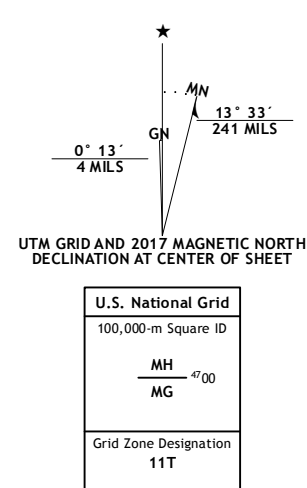 ★
MN
GN
13° 33´
241 MILS
0° 13´
4 MILS
UTM GRID AND 2017 MAGNETIC NORTH
DECLINATION AT CENTER OF SHEET
U.S. National Grid
100,000-m Square ID
MH
4700
MG
Grid Zone Designation
11T